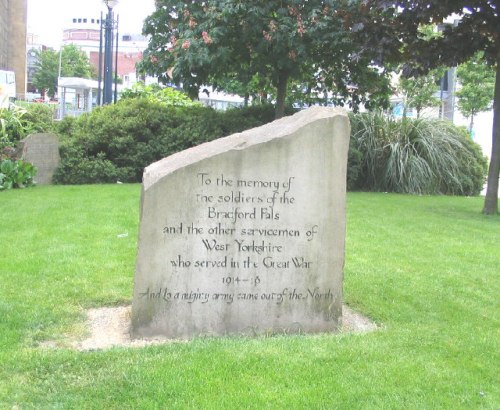 To the memory of
the soldiers of the
Bradford Pals
and the other servicemen of
West Yorkshire
who served in the Great War
1914-18
And lo a mighty army came out of the North